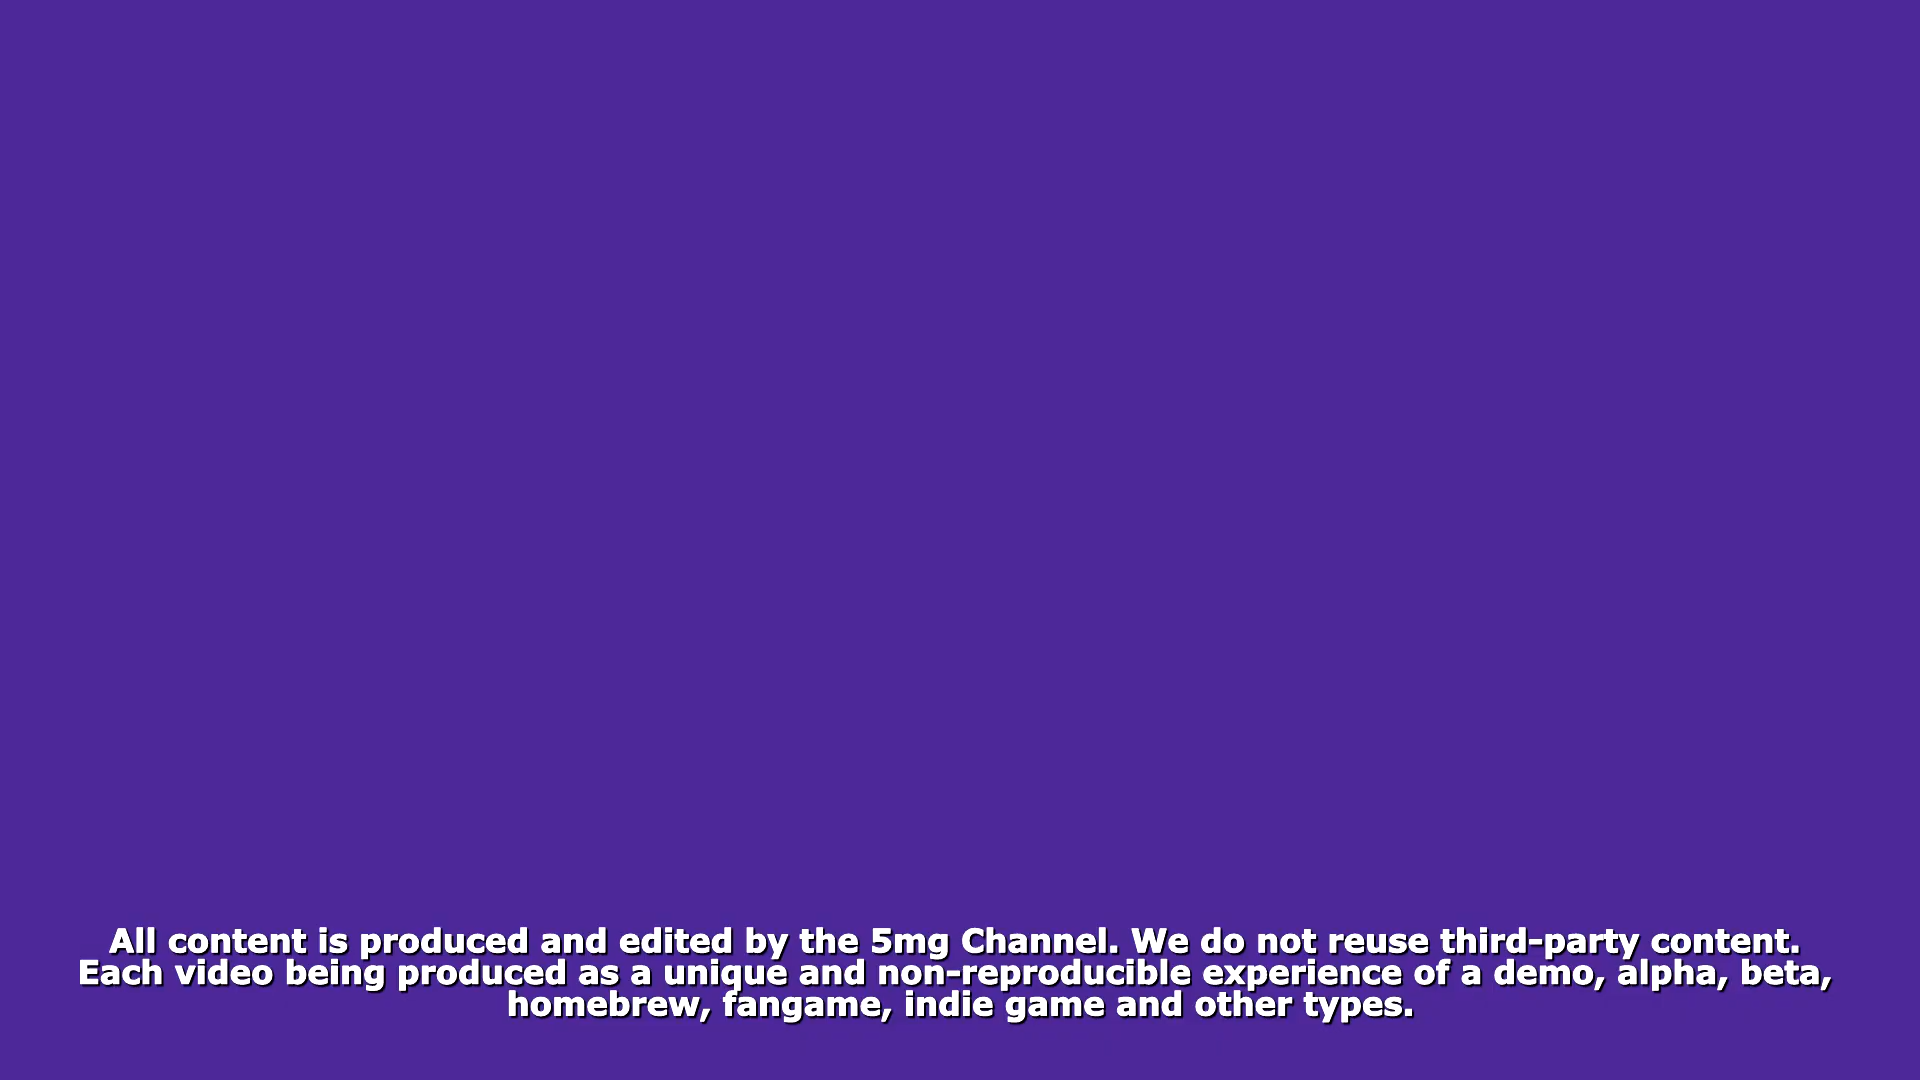 All content is produced and edited by the 5mg Channel. We do not reuse third-party content.
Each video being produced as a unique and non-reproducible experience of a demo, alpha, beta,
homebrew, fangame, indie game and other types.